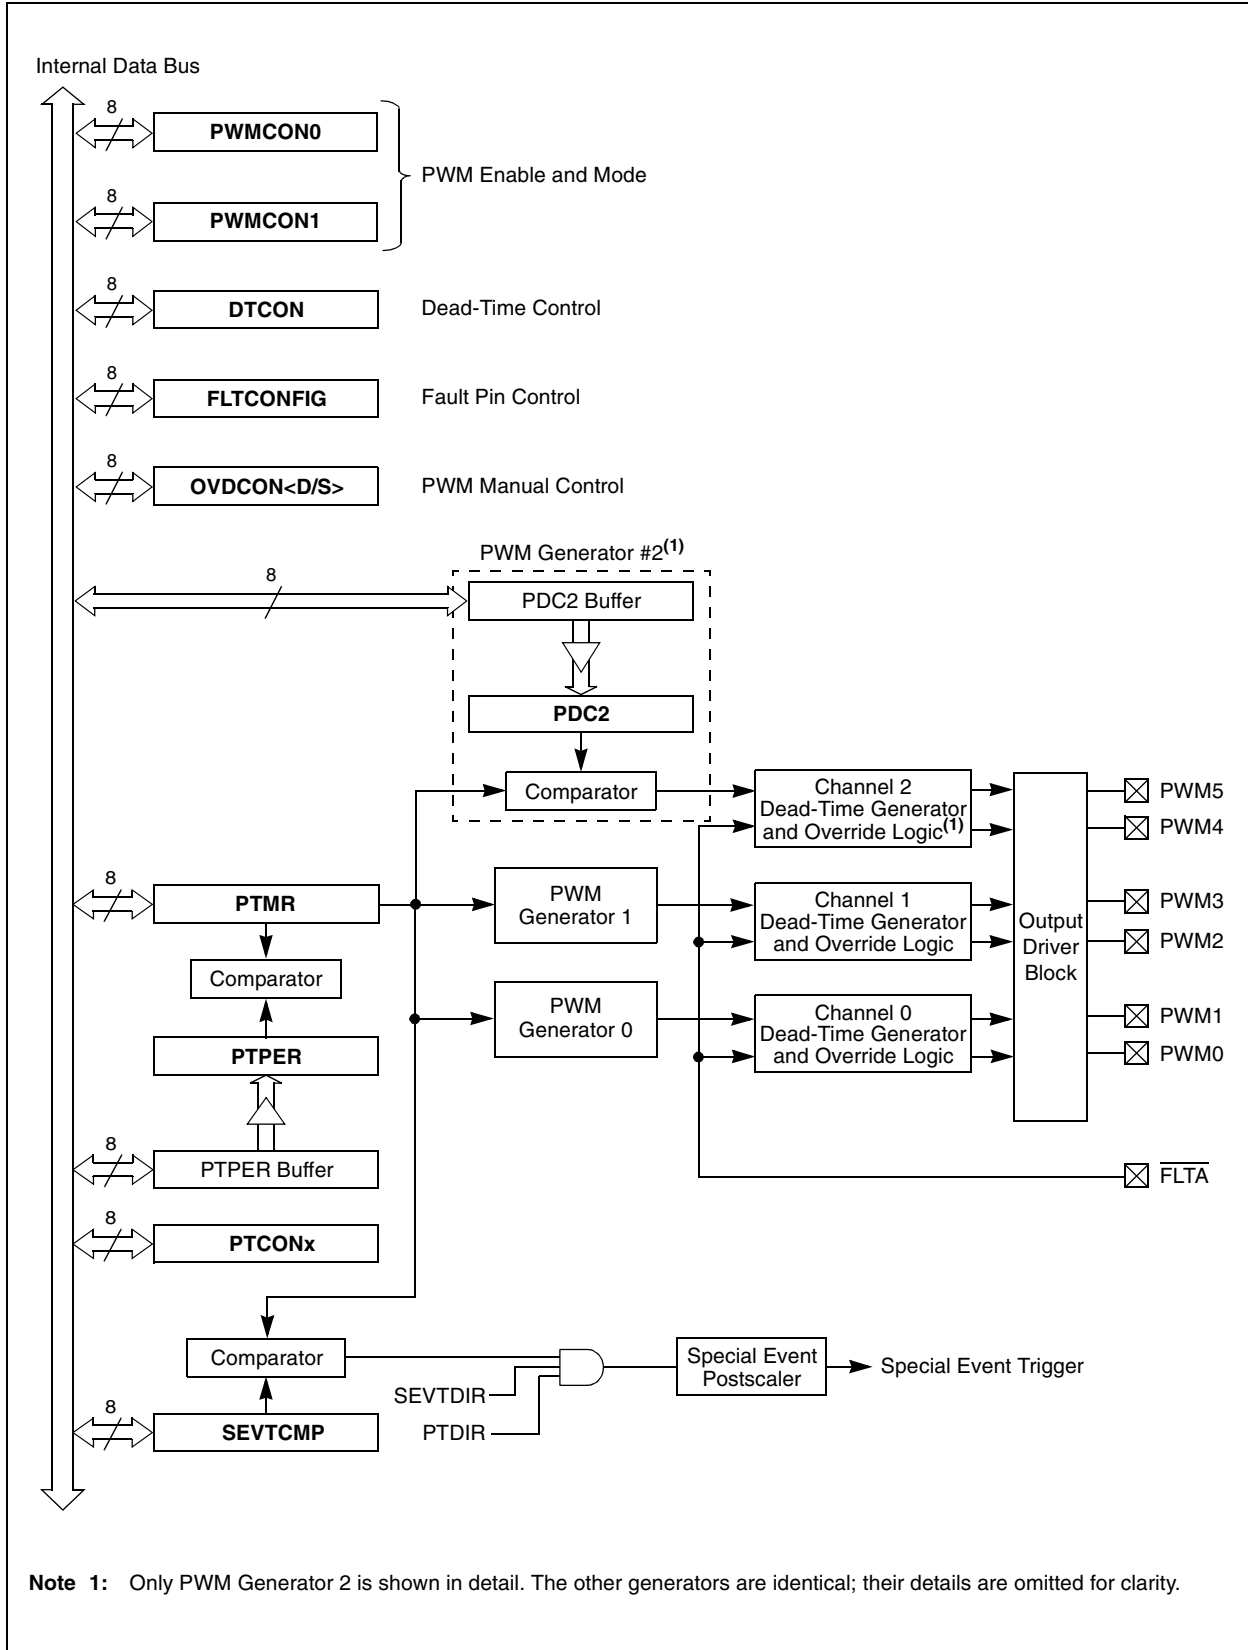 Internal Data Bus
8
PWMCON0
PWM Enable and Mode
8
PWMCON1
8
DTCON
Dead-Time Control
8
FLTCONFIG
Fault Pin Control
8
OVDCON<D/S>
PWM Manual Control
PWM Generator #2(1)
8
PDC2 Buffer
PDC2
Comparator
Channel 2
Dead-Time Generator
and Override Logic(1)
PWM5
PWM4
8
PTMR
PWM
Generator 1
Channel 1
Dead-Time Generator
and Override Logic
Output
Driver
Block
PWM3
PWM2
Comparator
PWM
Generator 0
Channel 0
Dead-Time Generator
and Override Logic
PWM1
PWM0
PTPER
8
PTPER Buffer
FLTA
8
PTCONx
Comparator
SEVTDIR
PTDIR
Special Event
Postscaler
Special Event Trigger
8
SEVTCMP
Note 1: Only PWM Generator 2 is shown in detail. The other generators are identical; their details are omitted for clarity.